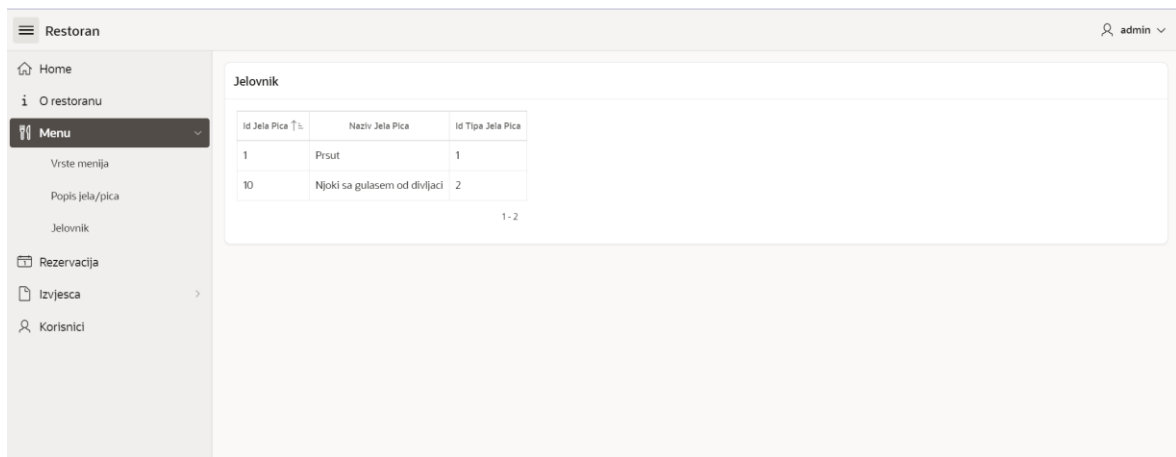 Restoran
admin
Home
O restoranu
Menu
Vrste menija
Popis jela/pica
Jelovnik
Rezervacija
Izvjesca
Korisnici
Jelovnik
Id Jela Pica Naziv Jela Pica Id Tipa Jela Pica
1 Prsut 1
10 Njoki sa gulasem od divljaci 2
1 - 2